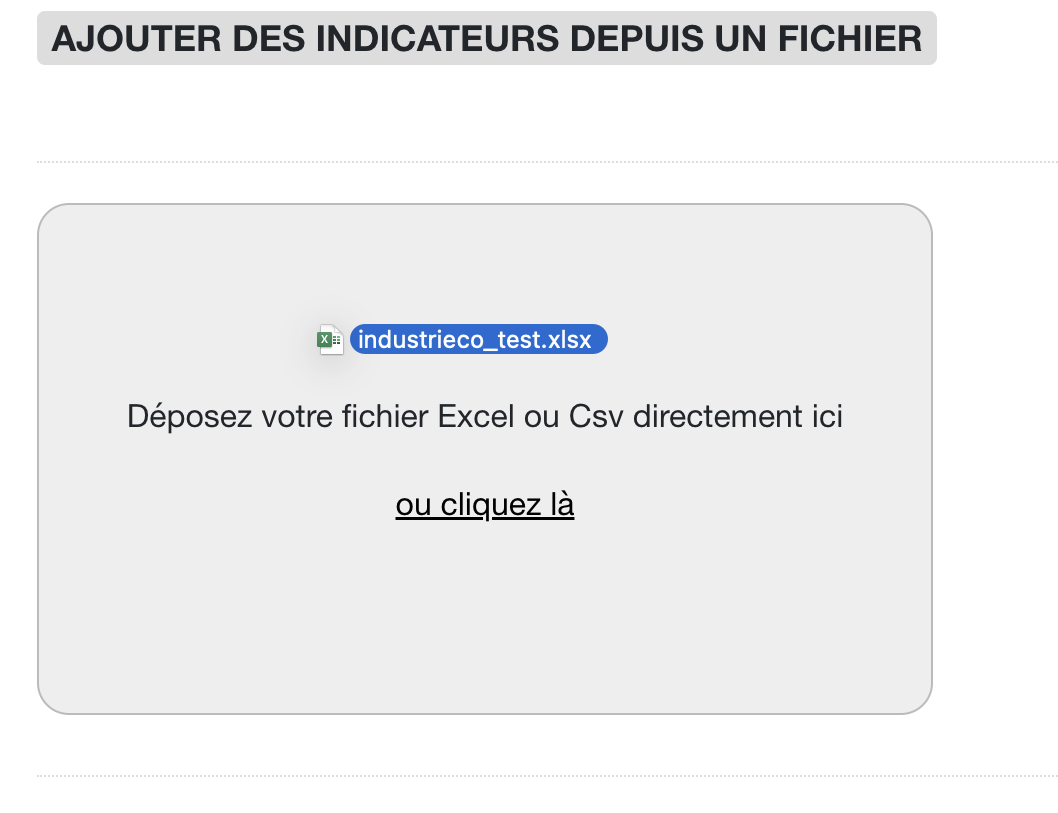 AJOUTER DES INDICATEURS DEPUIS UN FICHIER
industrieco_test.xlsx
Déposez votre fichier Excel ou Csv directement ici
ou cliquez là